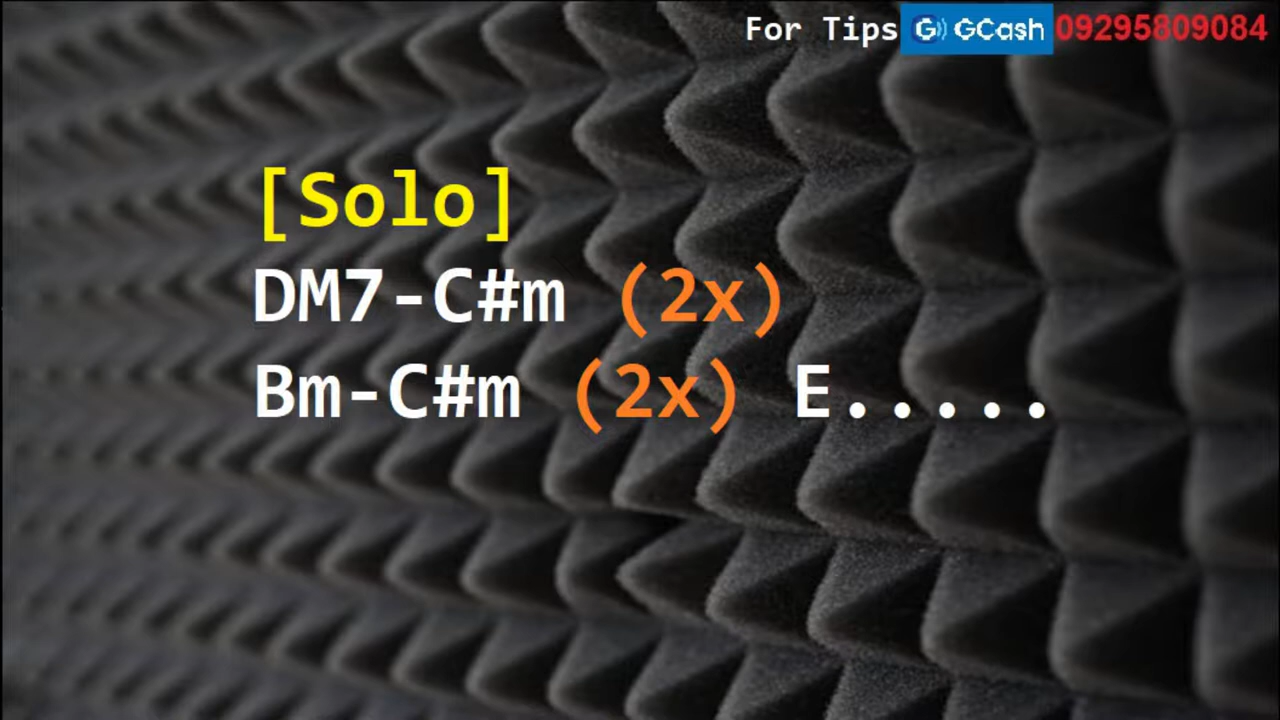 For Tips GCash 09295809084
[Solo]
DM7-C#m (2x)
Bm-C#m (2x) E.....